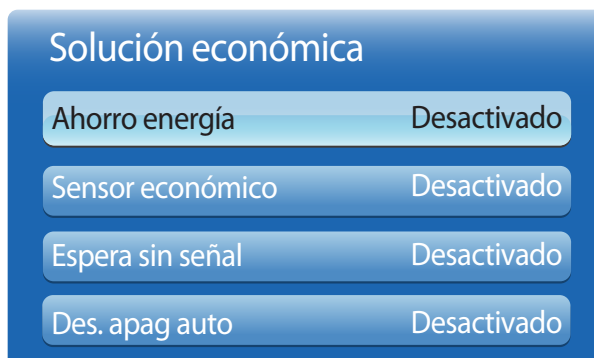 Solución económica
Ahorro energía Desactivado
Sensor económico Desactivado
Espera sin señal Desactivado
Des. apag auto Desactivado